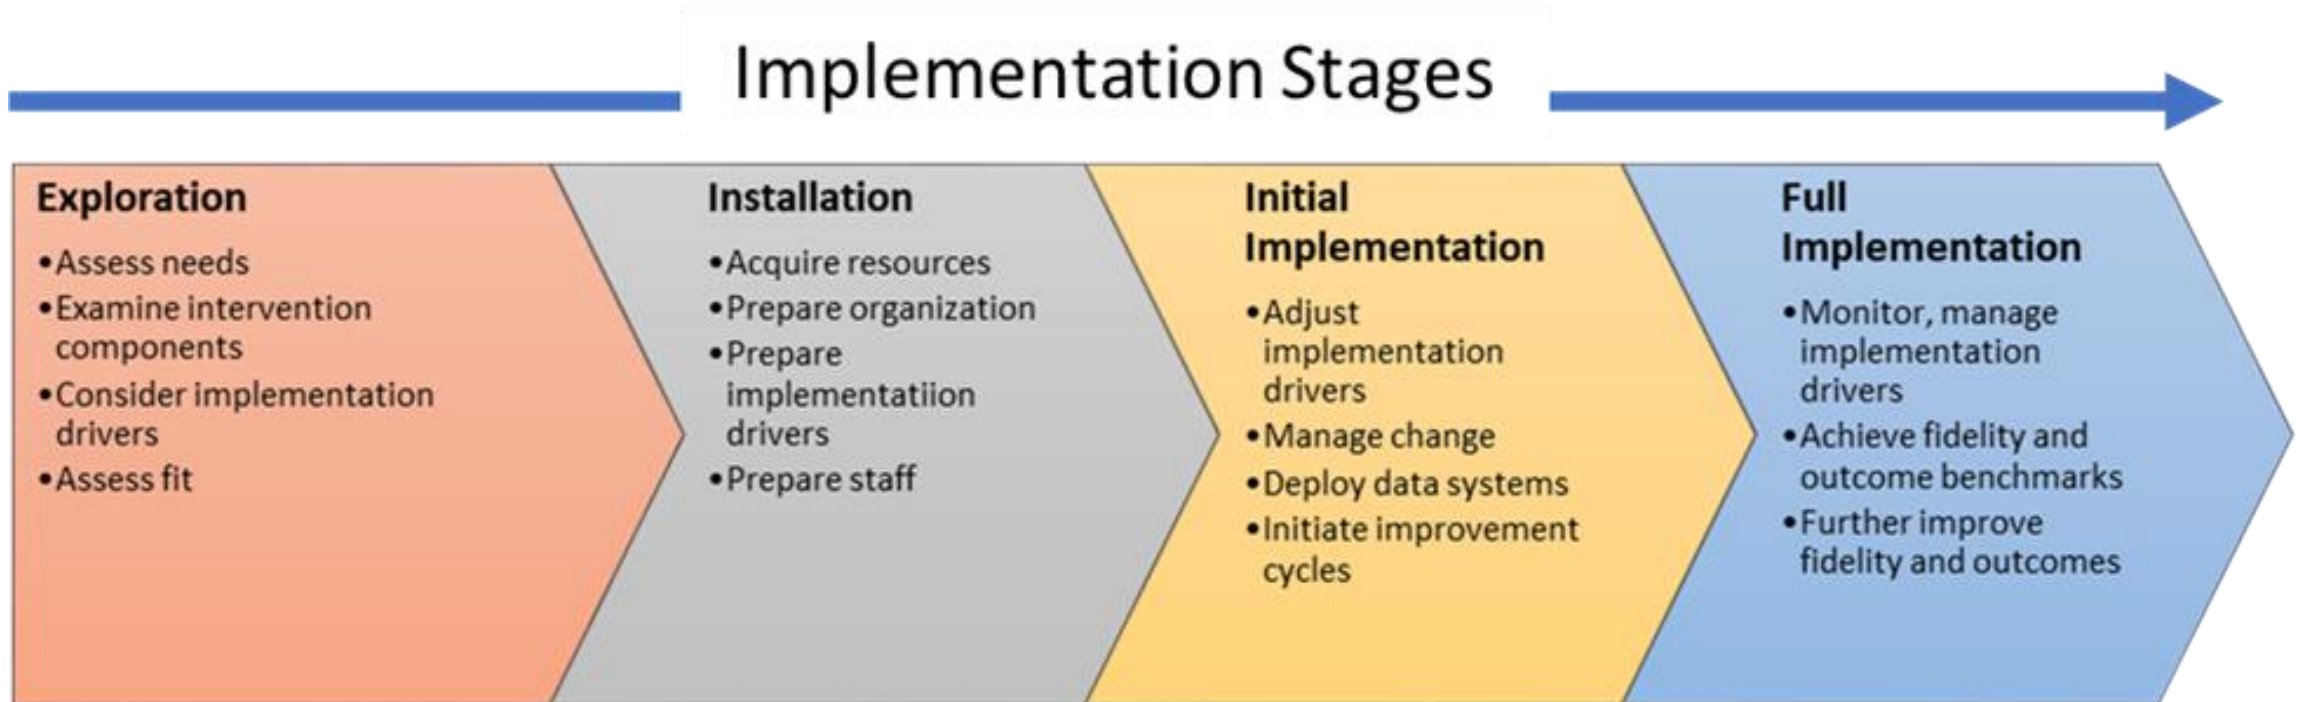 Implementation Stages
Exploration
•Assess needs
•Examine intervention
components
•Consider implementation
drivers
•Assess fit
Installation
•Acquire resources
•Prepare organization
•Prepare
implementatiion
drivers
•Prepare staff
Initial
Implementation
•Adjust
implementation
drivers
•Manage change
•Deploy data systems
•Initiate improvement
cycles
Full
Implementation
•Monitor, manage
implementation
drivers
•Achieve fidelity and
outcome benchmarks
•Further improve
fidelity and outcomes